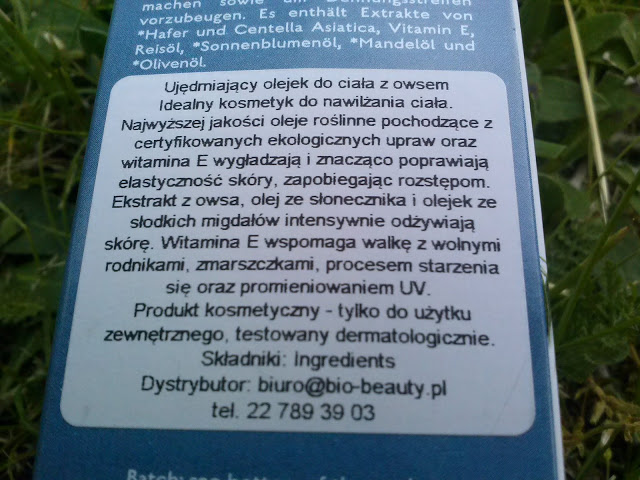 machen sowie um Dehnungsstreifen
vorzubeugen. Es enthält Extrakte von
*Hafer und Centella Asiatica, Vitamin E,
Reisöl, *Sonnenblumenöl, *Mandelöl und
*Olivenöl.
Ujędrniający olejek do ciała z owsem
Idealny kosmetyk do nawilżania ciała.
Najwyższej jakości oleje roślinne pochodzące z
certyfikowanych ekologicznych upraw oraz
witamina E wygładzają i znacząco poprawiają
elastyczność skóry, zapobiegając rozstępom.
Ekstrakt z owsa, olej ze słonecznika i olejek ze
słodkich migdałów intensywnie odżywiają
skórę. Witamina E wspomaga walkę z wolnymi
rodnikami, zmarszczkami, procesem starzenia
się oraz promieniowaniem UV.
Produkt kosmetyczny - tylko do użytku
zewnętrznego, testowany dermatologicznie.
Składniki: Ingredients
Dystrybutor: biuro@bio-beauty.pl
tel. 22 789 39 03